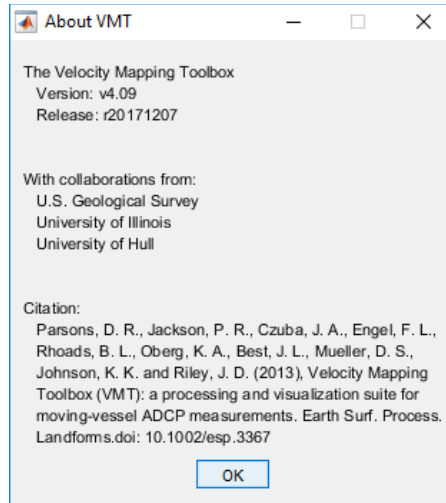 About VMT
The Velocity Mapping Toolbox
Version: v4.09
Release: r20171207
With collaborations from:
U.S. Geological Survey
University of Illinois
University of Hull
Citation:
Parsons, D. R., Jackson, P. R., Czuba, J. A., Engel, F. L.,
Rhoads, B. L., Oberg, K. A., Best, J. L., Mueller, D. S.,
Johnson, K. K. and Riley, J. D. (2013), Velocity Mapping
Toolbox (VMT): a processing and visualization suite for
moving-vessel ADCP measurements. Earth Surf. Process.
Landforms.doi: 10.1002/esp.3367
OK